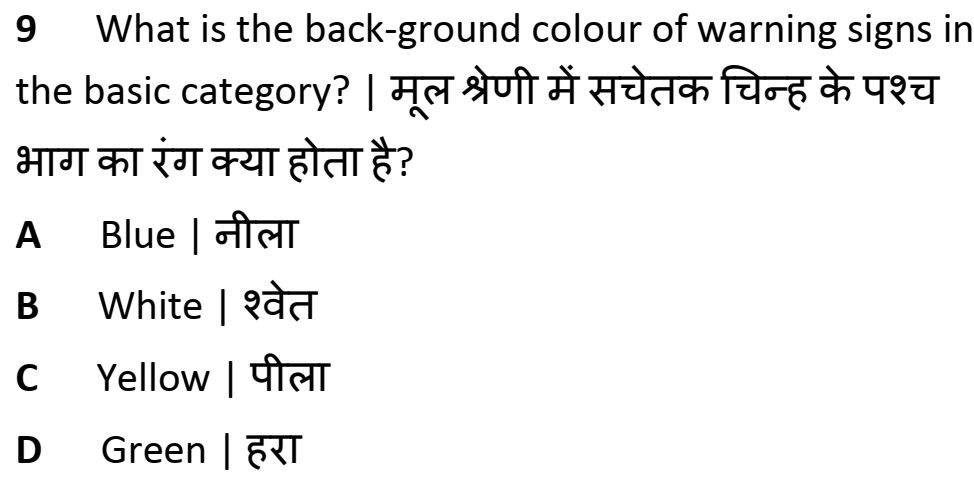 9 What is the back-ground colour of warning signs in
the basic category? | मूल श्रेणी में सचेतक चिन्ह के पश्च
भाग का रंग क्या होता है?
A Blue | नीला
B White | श्वेत
C Yellow | पीला
D Green | हरा